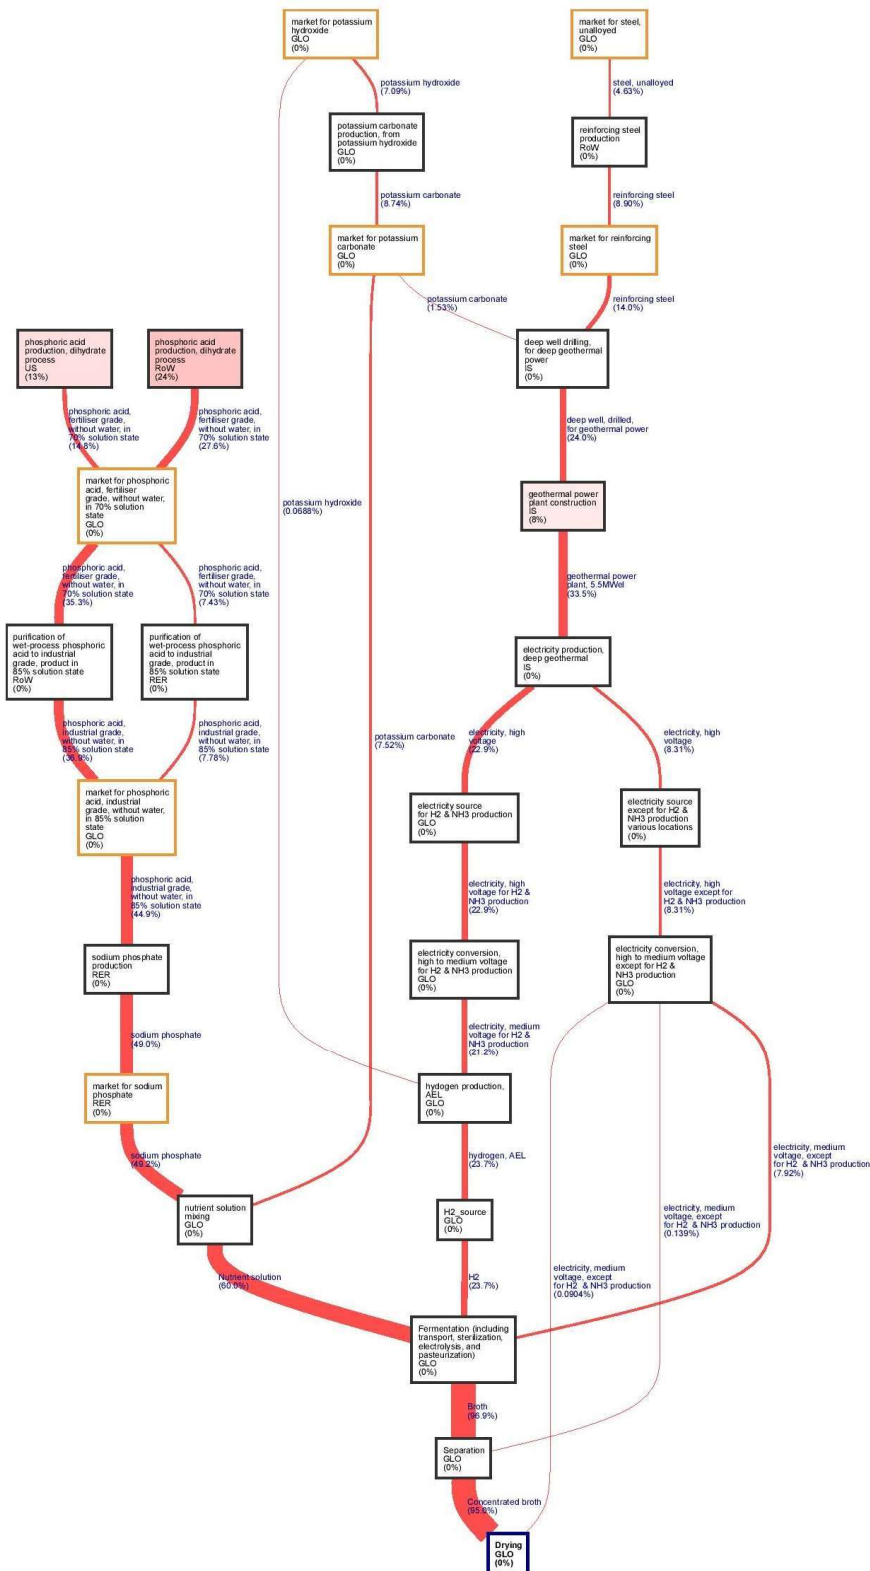 market for potassium
hydroxide
GLO
(0%)
market for steel,
unalloyed
GLO
(0%)
potassium hydroxide
(7.09%)
steel, unalloyed
(4.63%)
potassium carbonate
production, from
potassium hydroxide
GLO
(0%)
reinforcing steel
production
RoW
(0%)
potassium carbonate
(8.74%)
reinforcing steel
(8.90%)
market for potassium
carbonate
GLO
(0%)
market for reinforcing
steel
GLO
(0%)
potassium carbonate
(1.53%)
reinforcing steel
(14.0%)
phosphoric acid
production, dihydrate
process
US
(13%)
phosphoric acid
production, dihydrate
process
RoW
(24%)
deep well drilling,
for deep geothermal
power
IS
(0%)
phosphoric acid,
fertiliser grade,
without water, in
70% solution state
(14.8%)
phosphoric acid,
fertiliser grade,
without water, in
70% solution state
(27.6%)
deep well, drilled,
for geothermal power
(24.0%)
market for phosphoric
acid, fertiliser
grade, without water,
in 70% solution
state
GLO
(0%)
potassium hydroxide
(0.0688%)
geothermal power
plant construction
IS
(8%)
phosphoric acid,
fertiliser grade,
without water, in
70% solution state
(35.3%)
phosphoric acid,
fertiliser grade,
without water, in
70% solution state
(7.43%)
geothermal power
plant, 5.5MWel
(33.5%)
purification of
wet-process phosphoric
acid to industrial
grade, product in
85% solution state
RoW
(0%)
purification of
wet-process phosphoric
acid to industrial
grade, product in
85% solution state
RER
(0%)
electricity production,
deep geothermal
IS
(0%)
phosphoric acid,
industrial grade,
without water, in
85% solution state
(36.9%)
phosphoric acid,
industrial grade,
without water, in
85% solution state
(7.78%)
potassium carbonate
(7.52%)
electricity, high
voltage
(22.9%)
electricity, high
voltage
(8.31%)
market for phosphoric
acid, industrial
grade, without water,
in 85% solution
state
GLO
(0%)
electricity source
for H2 & NH3 production
GLO
(0%)
electricity source
except for H2 &
NH3 production
various locations
(0%)
phosphoric acid,
industrial grade,
without water, in
85% solution state
(44.9%)
electricity, high
voltage for H2 &
NH3 production
(22.9%)
electricity, high
voltage except for
H2 & NH3 production
(8.31%)
sodium phosphate
production
RER
(0%)
electricity conversion,
high to medium voltage
for H2 & NH3 production
GLO
(0%)
electricity conversion,
high to medium voltage
except for H2 &
NH3 production
GLO
(0%)
sodium phosphate
(49.0%)
electricity, medium
voltage for H2 &
NH3 production
(21.2%)
market for sodium
phosphate
RER
(0%)
hydrogen production,
AEL
GLO
(0%)
sodium phosphate
(49.2%)
hydrogen, AEL
(23.7%)
electricity, medium
voltage, except
for H2 & NH3 production
(7.92%)
nutrient solution
mixing
GLO
(0%)
H2_source
GLO
(0%)
electricity, medium
voltage, except
for H2 & NH3 production
(0.139%)
Nutrient solution
(60.0%)
H2
(23.7%)
electricity, medium
voltage, except
for H2 & NH3 production
(0.0904%)
Fermentation (including
transport, sterilization,
electrolysis, and
pasteurization)
GLO
(0%)
Broth
(96.9%)
Separation
GLO
(0%)
Concentrated broth
(95.0%)
Drying
GLO
(0%)